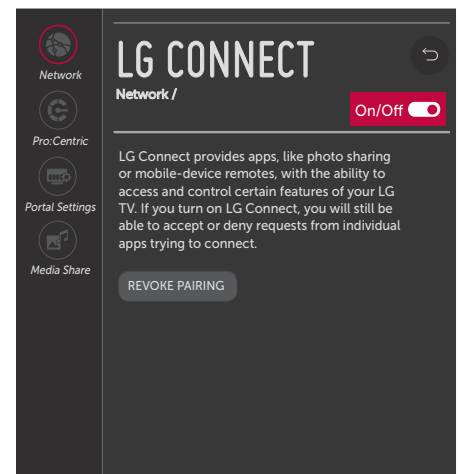 Network
Pro:Centric
Portal Settings
Media Share
LG CONNECT
Network /
On/Off
LG Connect provides apps, like photo sharing
or mobile-device remotes, with the ability to
access and control certain features of your LG
TV. If you turn on LG Connect, you will still be
able to accept or deny requests from individual
apps trying to connect.
REVOKE PAIRING